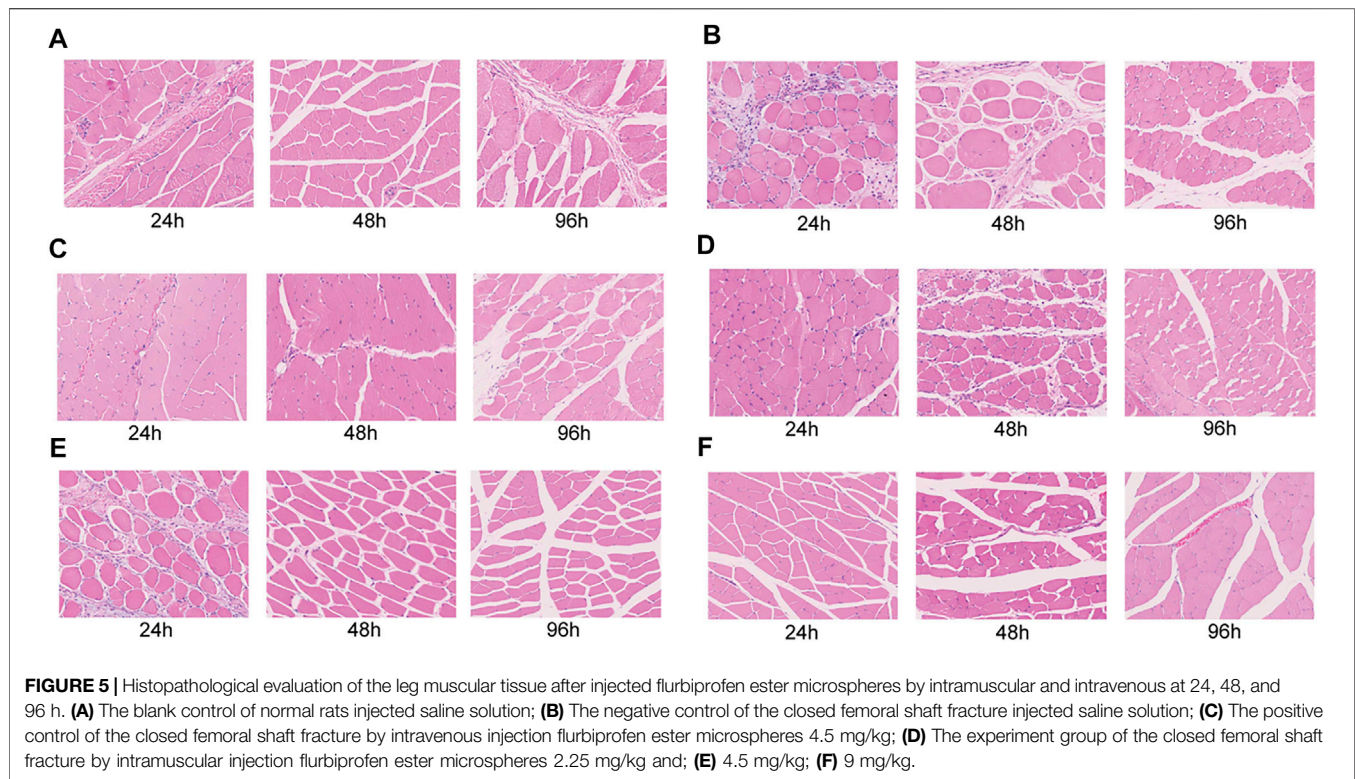 A
B
24h 48h 96h
24h 48h 96h
C
D
24h 48h 96h
24h 48h 96h
E
F
24h 48h 96h
24h 48h 96h
FIGURE 5 | Histopathological evaluation of the leg muscular tissue after injected flurbiprofen ester microspheres by intramuscular and intravenous at 24, 48, and
96 h. (A) The blank control of normal rats injected saline solution; (B) The negative control of the closed femoral shaft fracture injected saline solution; (C) The positive
control of the closed femoral shaft fracture by intravenous injection flurbiprofen ester microspheres 4.5 mg/kg; (D) The experiment group of the closed femoral shaft
fracture by intramuscular injection flurbiprofen ester microspheres 2.25 mg/kg and; (E) 4.5 mg/kg; (F) 9 mg/kg.